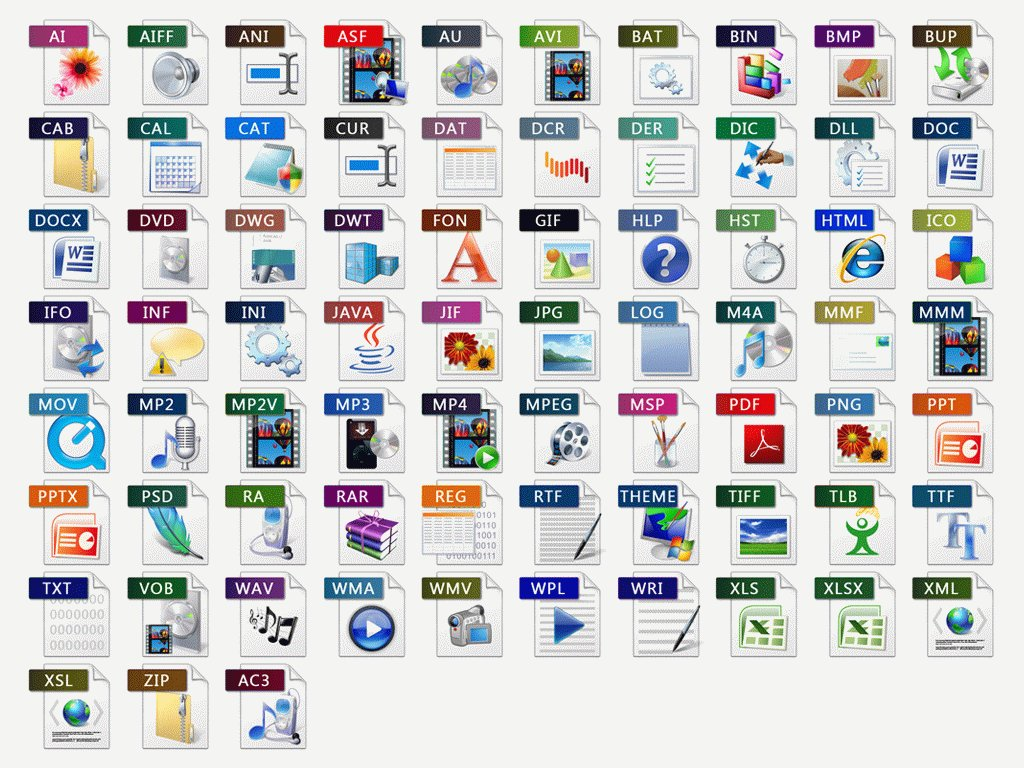 AI AIFF ANI ASF AU AVI BAT BIN BMP BUP
CAB CAL CAT CUR DAT DCR DER DIC DLL DOC
DOCX DVD DWG DWT FON GIF HLP HST HTML ICO
IFO INF INI JAVA JIF JPG LOG M4A MMF MMM
MOV MP2 MP2V MP3 MP4 MPEG MSP PDF PNG PPT
PPTX PSD RA RAR REG RTF THEME TIFF TLB TTF
TXT VOB WAV WMA WMV WPL WRI XLS XLSX XML
XSL ZIP AC3